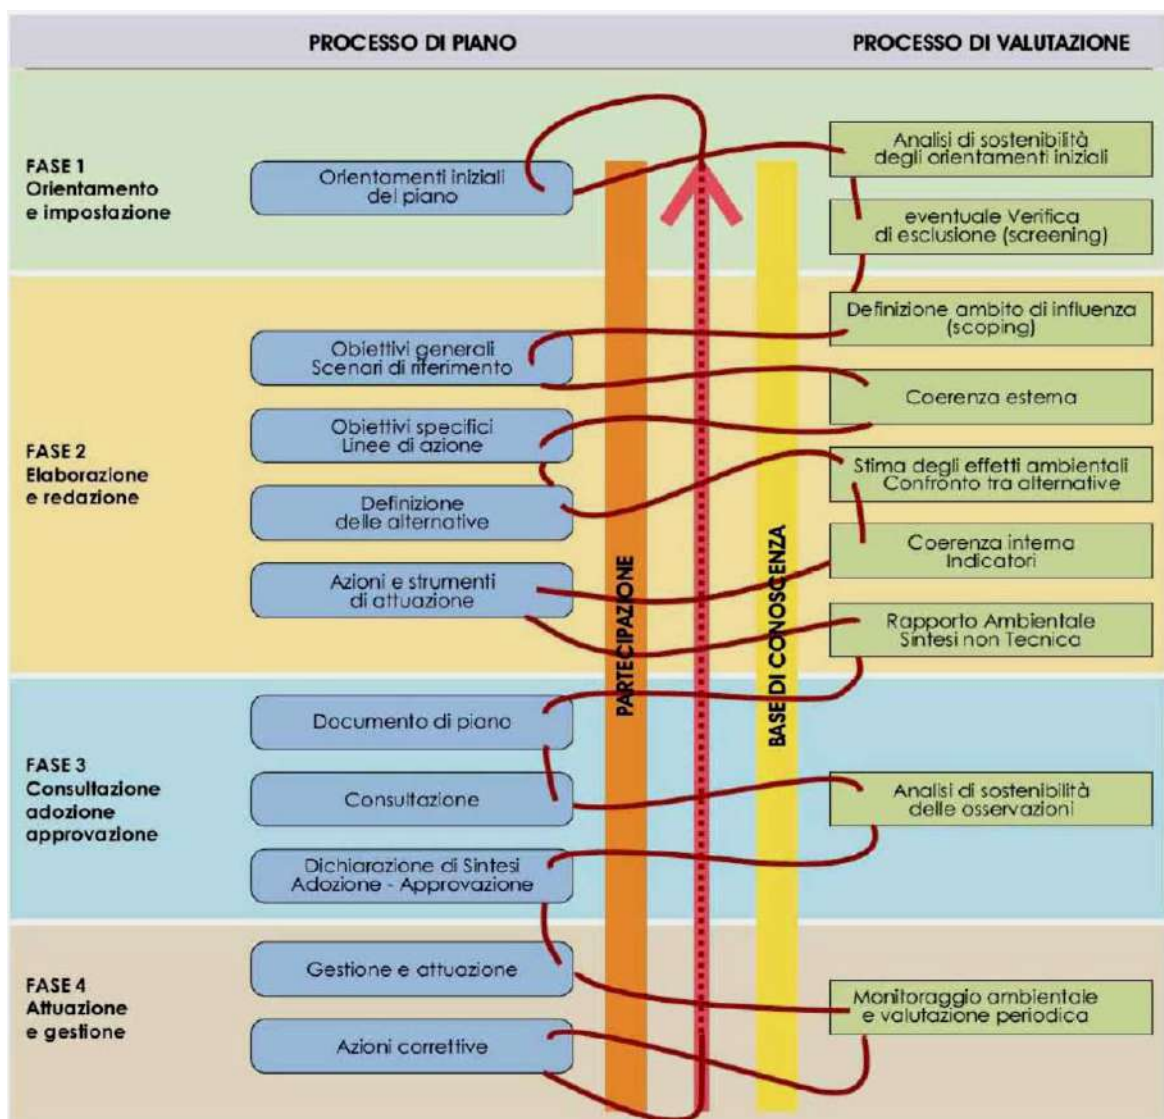 PROCESSO DI PIANO
PROCESSO DI VALUTAZIONE
FASE 1
Orientamento
e impostazione
Orientamenti iniziali
del piano
Analisi di sostenibilità
degli orientamenti iniziali
eventuale Verifica
di esclusione (screening)
FASE 2
Elaborazione
e redazione
Obiettivi generali
Scenari di riferimento
Obiettivi specifici
Linee di azione
Definizione
delle alternative
Azioni e strumenti
di attuazione
Definizione ambito di influenza
(scoping)
Coerenza esterna
Stima degli effetti ambientali
Confronto tra alternative
Coerenza interna
Indicatori
Rapporto Ambientale
Sintesi non Tecnica
PARTECIPAZIONE
BASE DI CONOSCENZA
FASE 3
Consultazione
adozione
approvazione
Documento di piano
Consultazione
Dichiarazione di Sintesi
Adozione - Approvazione
Analisi di sostenibilità
delle osservazioni
FASE 4
Attuazione
e gestione
Gestione e attuazione
Azioni correttive
Monitoraggio ambientale
e valutazione periodica